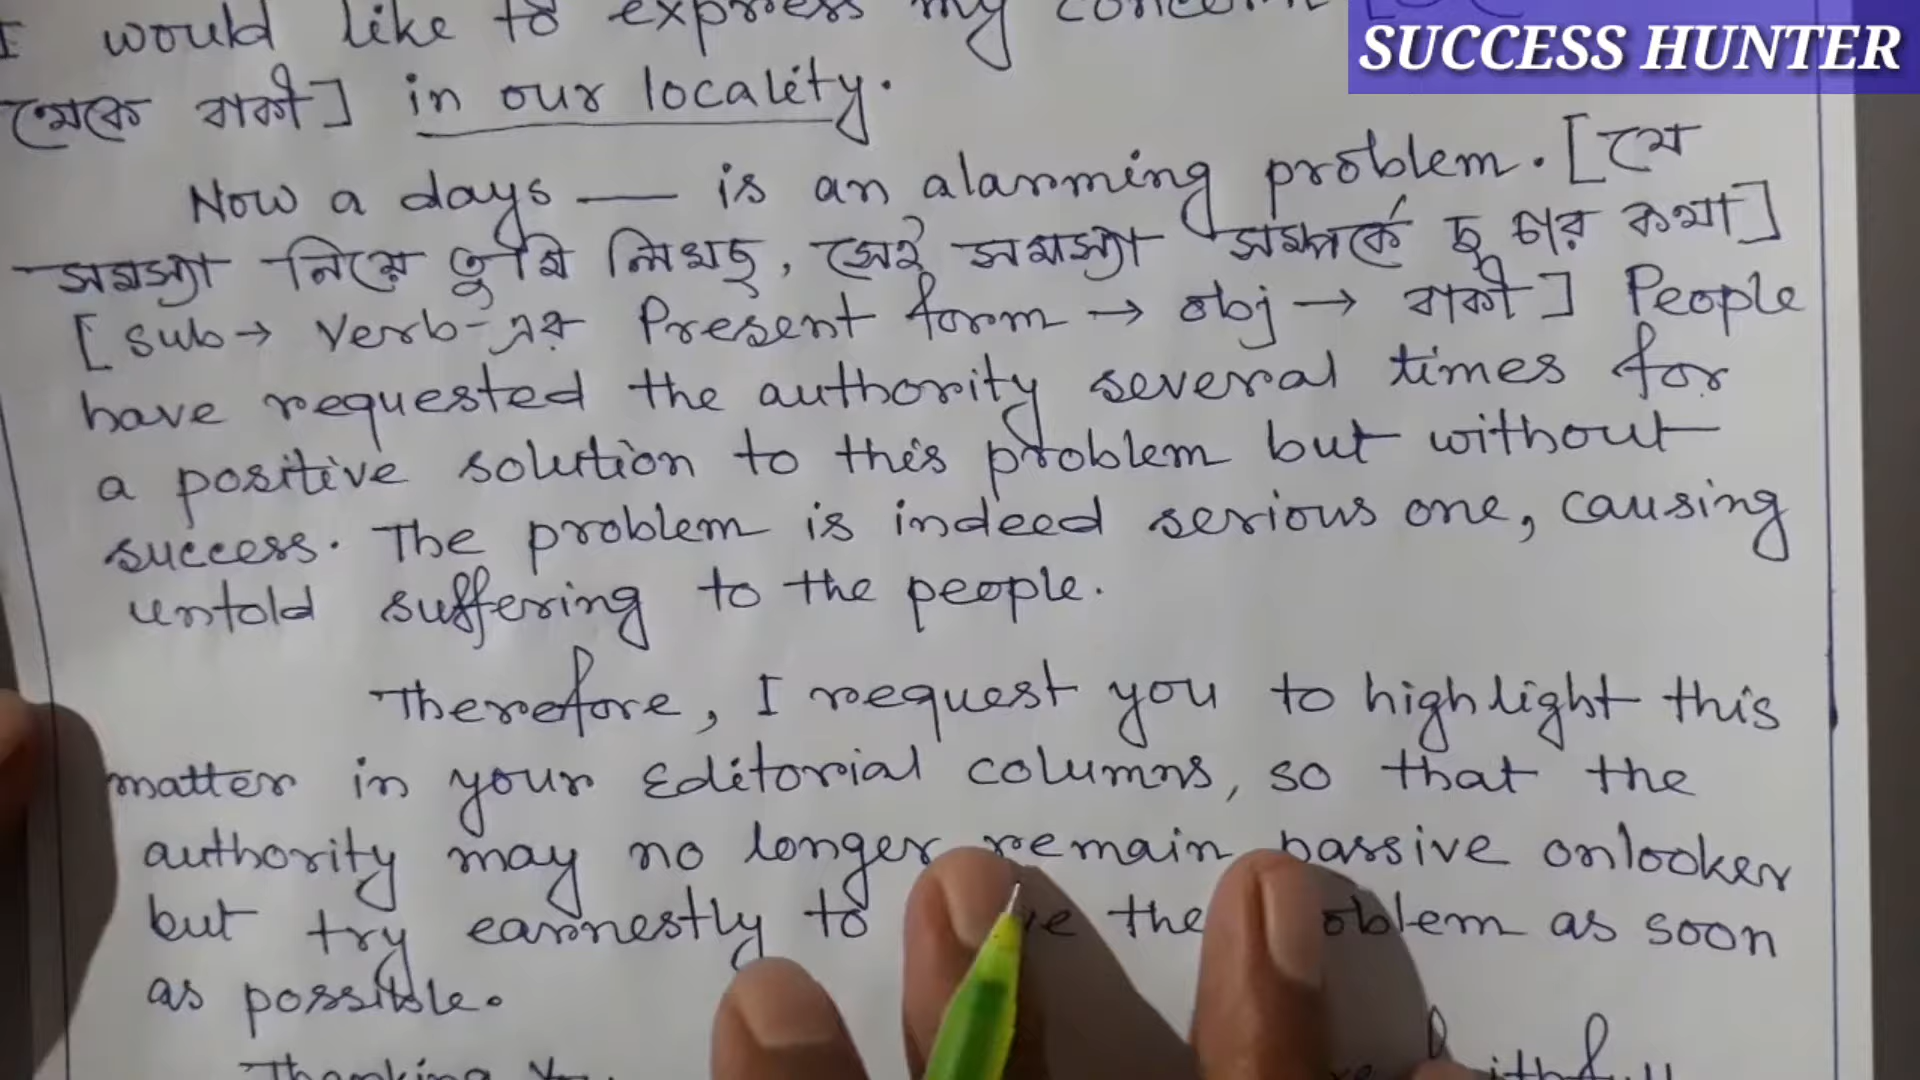 I would like to express my concern
SUCCESS HUNTER
থেকে বাকী] in our locality.
Now a days — is an alarming problem. [যে
সমস্যা নিয়ে তুমি লিখছ, সেই সমস্যা সম্পর্কে দু চার কথা]
[sub → Verb-এর Present form → obj → বাকী] People
have requested the authority several times for
a positive solution to this problem but without
success. The problem is indeed serious one, causing
untold suffering to the people.
Therefore, I request you to highlight this
matter in your Editorial columns, so that the
authority may no longer remain passive onlooker
but try earnestly to the as soon
as possible.
Thanking